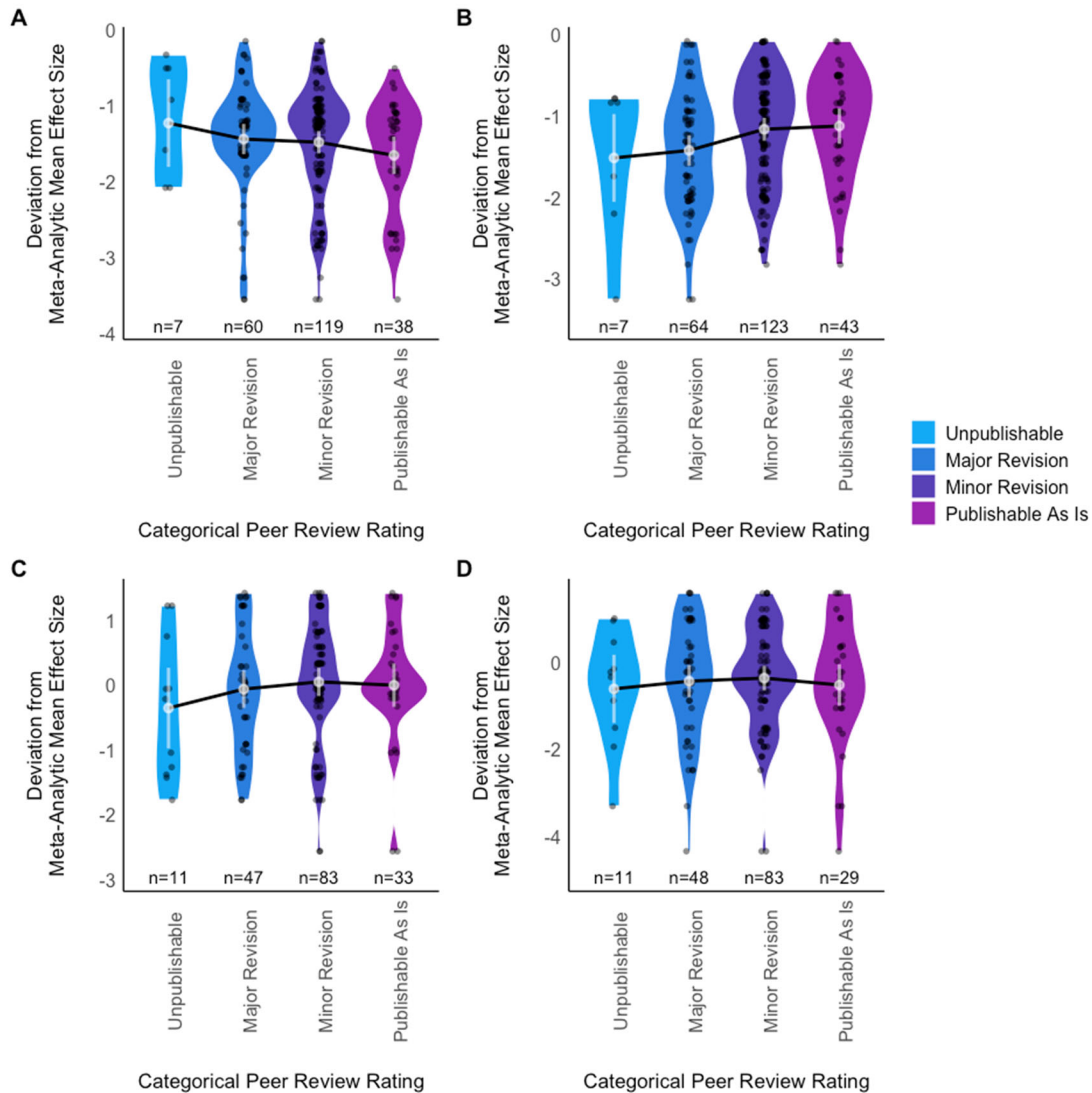 A
Deviation from
Meta-Analytic Mean Effect Size
0
-1
-2
-3
-4
n=7 n=60 n=119 n=38
Unpublishable
Major Revision
Minor Revision
Publishable As Is
Categorical Peer Review Rating
B
Deviation from
Meta-Analytic Mean Effect Size
0
-1
-2
-3
n=7 n=64 n=123 n=43
Unpublishable
Major Revision
Minor Revision
Publishable As Is
Categorical Peer Review Rating
Unpublishable
Major Revision
Minor Revision
Publishable As Is
C
Deviation from
Meta-Analytic Mean Effect Size
1
0
-1
-2
-3
n=11 n=47 n=83 n=33
Unpublishable
Major Revision
Minor Revision
Publishable As Is
Categorical Peer Review Rating
D
Deviation from
Meta-Analytic Mean Effect Size
0
-2
-4
n=11 n=48 n=83 n=29
Unpublishable
Major Revision
Minor Revision
Publishable As Is
Categorical Peer Review Rating